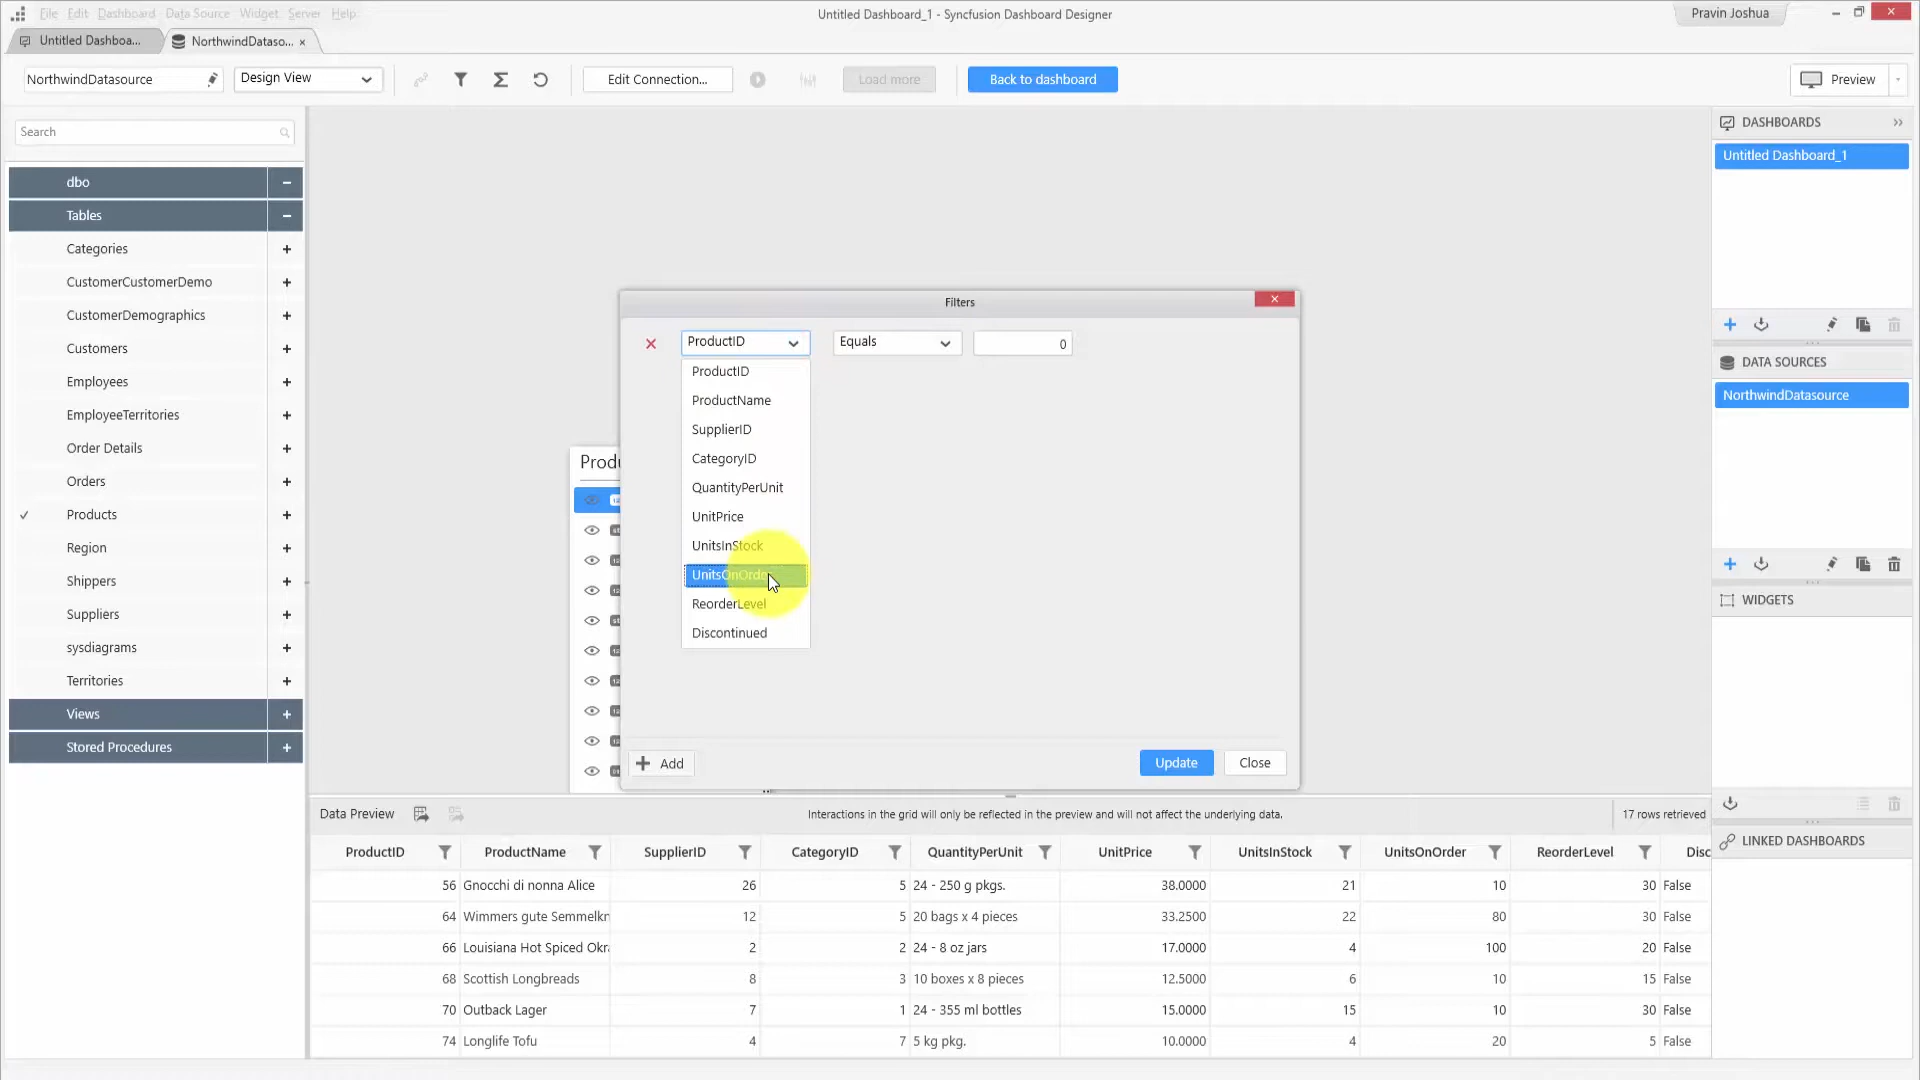 File Edit Dashboard Data Source Widget Server Help
Untitled Dashboard_1 - Syncfusion Dashboard Designer
Pravin Joshua
Untitled Dashboa...
NorthwindDataso...
NorthwindDatasource
Design View
Edit Connection...
Load more
Back to dashboard
Preview
Search
dbo
Tables
Categories
CustomerCustomerDemo
CustomerDemographics
Customers
Employees
EmployeeTerritories
Order Details
Orders
Products
Region
Shippers
Suppliers
sysdiagrams
Territories
Views
Stored Procedures
Produ
Filters
ProductID Equals 0
ProductID
ProductName
SupplierID
CategoryID
QuantityPerUnit
UnitPrice
UnitsInStock
UnitsOnOrder
ReorderLevel
Discontinued
Add
Update
Close
DASHBOARDS
Untitled Dashboard_1
DATA SOURCES
NorthwindDatasource
WIDGETS
LINKED DASHBOARDS
Data Preview
Interactions in the grid will only be reflected in the preview and will not affect the underlying data.
17 rows retrieved
ProductID ProductName SupplierID CategoryID QuantityPerUnit UnitPrice UnitsInStock UnitsOnOrder ReorderLevel Disc
56 Gnocchi di nonna Alice 26 5 24 - 250 g pkgs. 38.0000 21 10 30 False
64 Wimmers gute Semmelkn 12 5 20 bags x 4 pieces 33.2500 22 80 30 False
66 Louisiana Hot Spiced Okr 2 2 24 - 8 oz jars 17.0000 4 100 20 False
68 Scottish Longbreads 8 3 10 boxes x 8 pieces 12.5000 6 10 15 False
70 Outback Lager 7 1 24 - 355 ml bottles 15.0000 15 10 30 False
74 Longlife Tofu 4 7 5 kg pkg. 10.0000 4 20 5 False